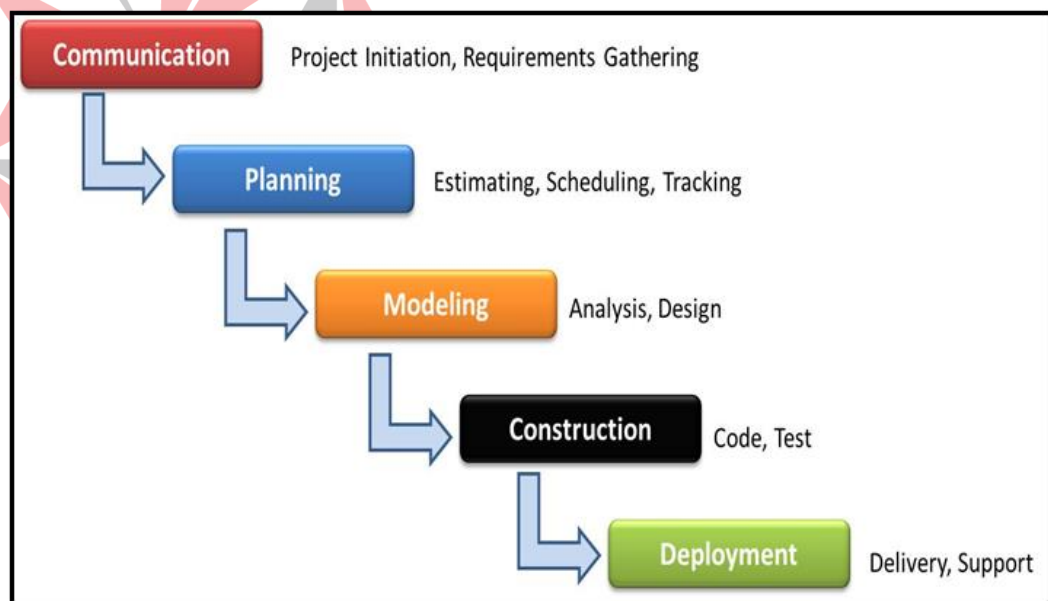 Communication
Project Initiation, Requirements Gathering
Planning
Estimating, Scheduling, Tracking
Modeling
Analysis, Design
Construction
Code, Test
Deployment
Delivery, Support